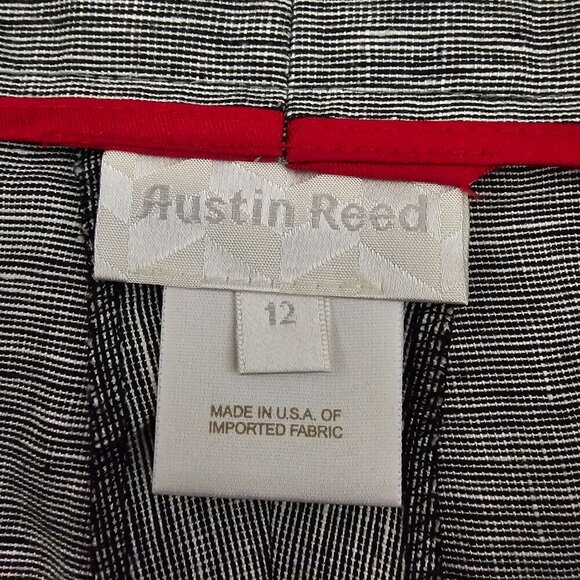 Austin Reed
12
MADE IN U.S.A. OF
IMPORTED FABRIC